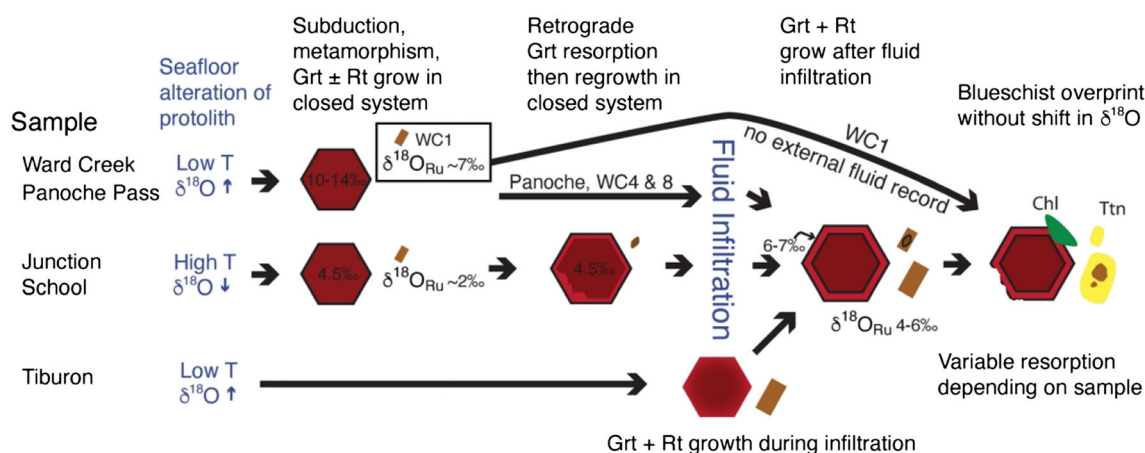 Subduction,
metamorphism,
Grt ± Rt grow in
closed system
Retrograde
Grt resorption
then regrowth in
closed system
Grt + Rt
grow after fluid
infiltration
Seafloor
alteration of
protolith
Blueschist overprint
without shift in δ¹⁸O
Sample
Ward Creek
Panoche Pass
Low T
δ¹⁸O ↑
10-14‰
WC1
δ¹⁸O_Ru ~7‰
Panoche, WC4 & 8
WC1
no external fluid record
Fluid Infiltration
Chl
Ttn
Junction
School
High T
δ¹⁸O ↓
4.5‰
δ¹⁸O_Ru ~2‰
4.5‰
6-7‰
δ¹⁸O_Ru 4-6‰
Tiburon
Low T
δ¹⁸O ↑
Variable resorption
depending on sample
Grt + Rt growth during infiltration